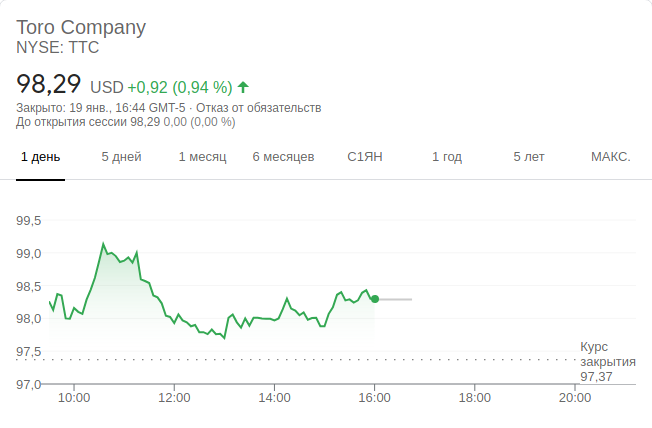 Toro Company
NYSE: TTC
98,29 USD +0,92 (0,94 %)
Закрыто: 19 янв., 16:44 GMT-5 · Отказ от обязательств
До открытия сессии 98,29 0,00 (0,00 %)
1 день 5 дней 1 месяц 6 месяцев С1ЯН 1 год 5 лет МАКС.
99,5
99,0
98,5
98,0
97,5
97,0
Курс
закрытия
97,37
10:00 12:00 14:00 16:00 18:00 20:00